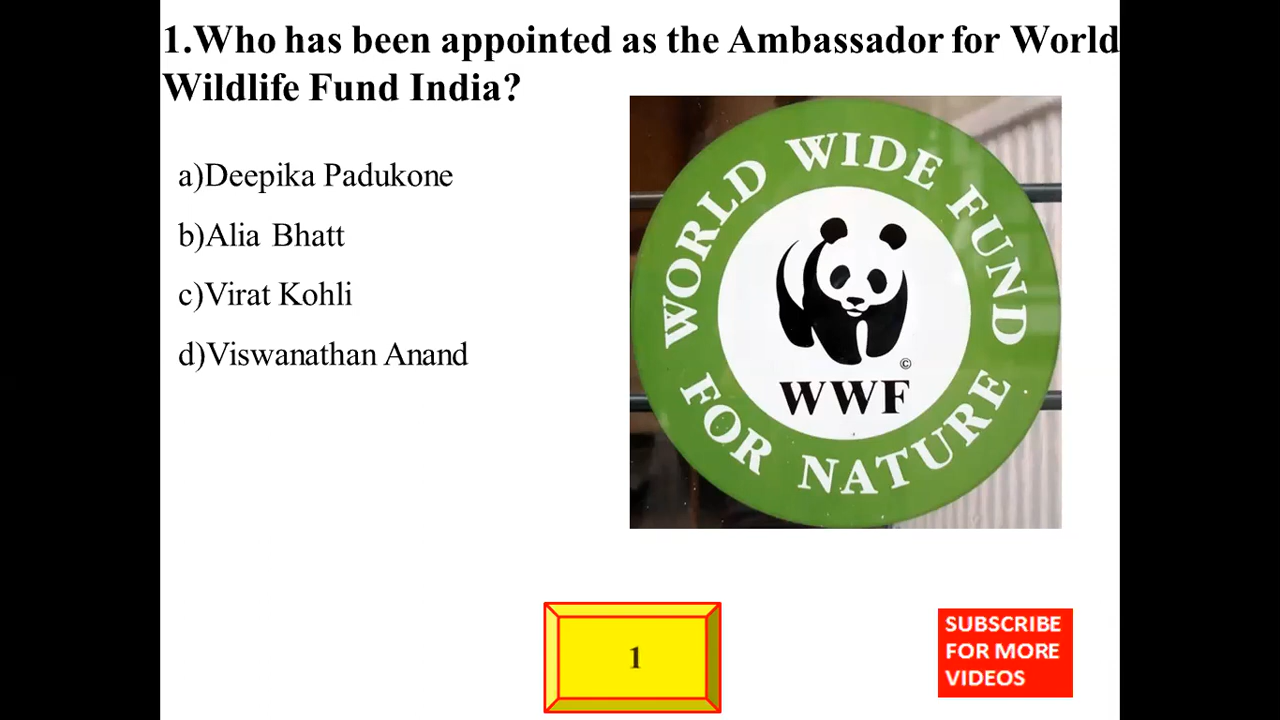 1.Who has been appointed as the Ambassador for World
Wildlife Fund India?
a)Deepika Padukone
b)Alia Bhatt
c)Virat Kohli
d)Viswanathan Anand
WORLD WIDE FUND
FOR NATURE
©
WWF
1
SUBSCRIBE
FOR MORE
VIDEOS